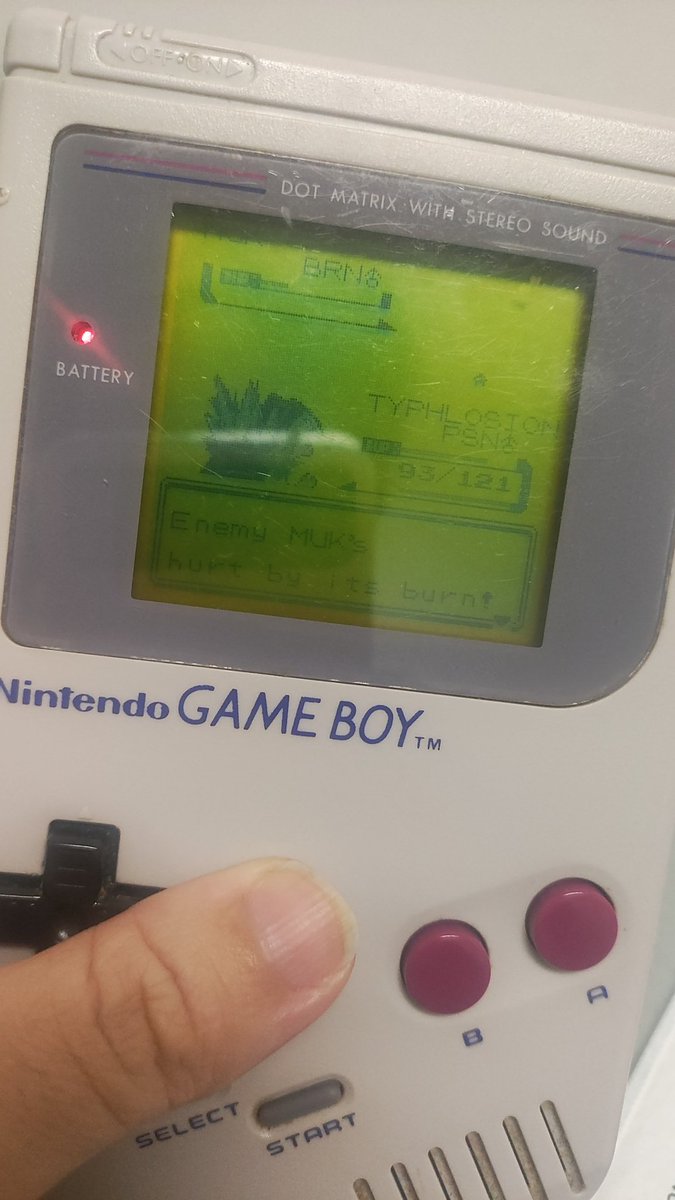 OFF•ON
DOT MATRIX WITH STEREO SOUND
BATTERY
BRN♂
TYPHLOSION
PSN♂
93/121
Enemy MUK's
hurt by its burn!
Nintendo GAME BOY™
B
A
SELECT
START